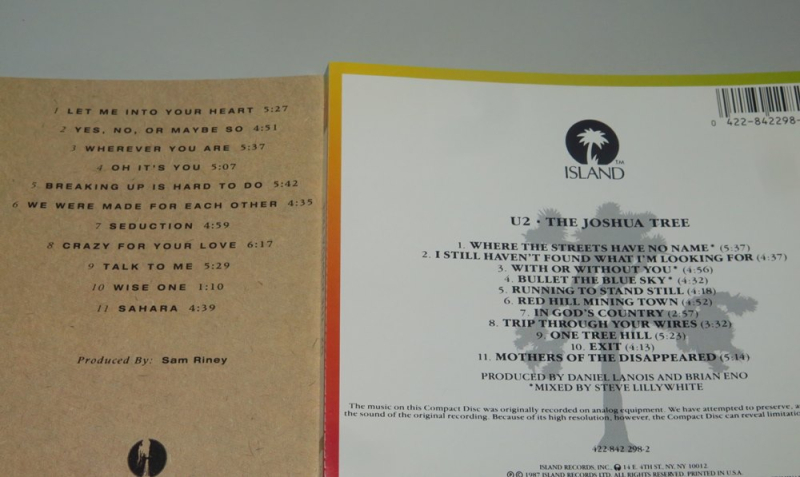 1 LET ME INTO YOUR HEART 5:27
2 YES, NO, OR MAYBE SO 4:51
3 WHEREVER YOU ARE 5:37
4 OH IT'S YOU 5:07
5 BREAKING UP IS HARD TO DO 5:42
6 WE WERE MADE FOR EACH OTHER 4:35
7 SEDUCTION 4:59
8 CRAZY FOR YOUR LOVE 6:17
9 TALK TO ME 5:29
10 WISE ONE 1:10
11 SAHARA 4:39
Produced By: Sam Riney
0 422-842298-
ISLAND™
U2 · THE JOSHUA TREE
1. WHERE THE STREETS HAVE NO NAME* (5:37)
2. I STILL HAVEN'T FOUND WHAT I'M LOOKING FOR (4:37)
3. WITH OR WITHOUT YOU* (4:56)
4. BULLET THE BLUE SKY* (4:32)
5. RUNNING TO STAND STILL (4:18)
6. RED HILL MINING TOWN (4:52)
7. IN GOD'S COUNTRY (2:57)
8. TRIP THROUGH YOUR WIRES (3:32)
9. ONE TREE HILL (5:23)
10. EXIT (4:13)
11. MOTHERS OF THE DISAPPEARED (5:14)
PRODUCED BY DANIEL LANOIS AND BRIAN ENO
*MIXED BY STEVE LILLYWHITE
The music on this Compact Disc was originally recorded on analog equipment. We have attempted to preserve, a
the sound of the original recording. Because of its high resolution, however, the Compact Disc can reveal limitatio
422 842 298-2
ISLAND RECORDS, INC. 14 E. 4TH ST. NY, NY 10012
℗ © 1987 ISLAND RECORDS LTD. ALL RIGHTS RESERVED. PRINTED IN U.S.A.